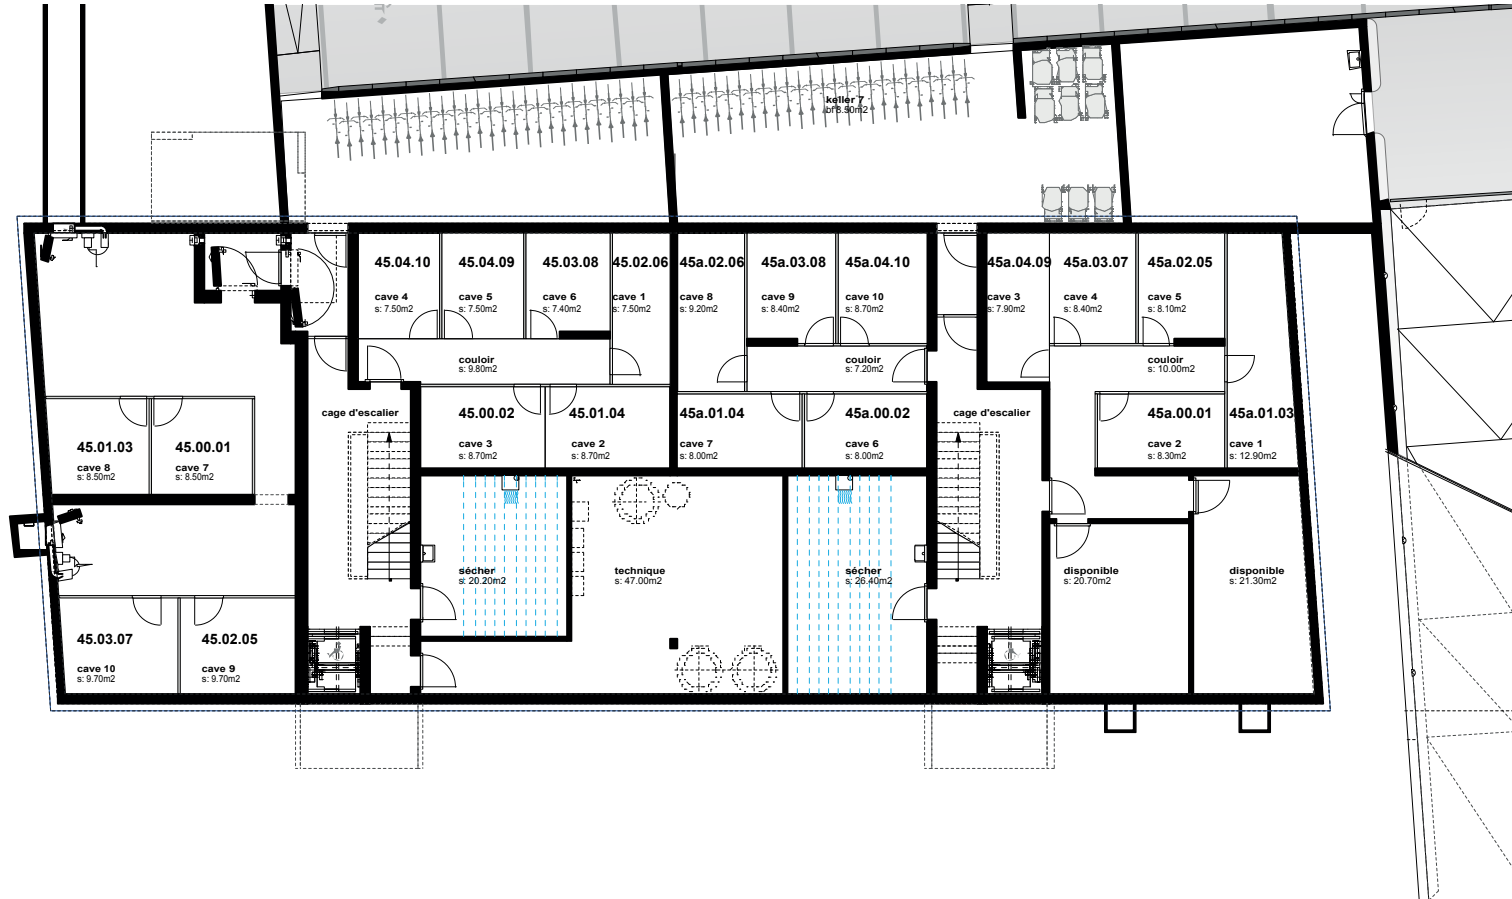 keller 7
bf 8.50m2
45.04.10
cave 4
s: 7.50m2
45.04.09
cave 5
s: 7.50m2
45.03.08
cave 6
s: 7.40m2
45.02.06
cave 1
s: 7.50m2
45a.02.06
cave 8
s: 9.20m2
45a.03.08
cave 9
s: 8.40m2
45a.04.10
cave 10
s: 8.70m2
45a.04.09
cave 3
s: 7.90m2
45a.03.07
cave 4
s: 8.40m2
45a.02.05
cave 5
s: 8.10m2
couloir
s: 9.80m2
couloir
s: 7.20m2
couloir
s: 10.00m2
cage d'escalier
45.00.02
cave 3
s: 8.70m2
45.01.04
cave 2
s: 8.70m2
45a.01.04
cave 7
s: 8.00m2
45a.00.02
cave 6
s: 8.00m2
cage d'escalier
45a.00.01
cave 2
s: 8.30m2
45a.01.03
cave 1
s: 12.90m2
45.01.03
cave 8
s: 8.50m2
45.00.01
cave 7
s: 8.50m2
sécher
s: 20.20m2
technique
s: 47.00m2
sécher
s: 26.40m2
disponible
s: 20.70m2
disponible
s: 21.30m2
45.03.07
cave 10
s: 9.70m2
45.02.05
cave 9
s: 9.70m2